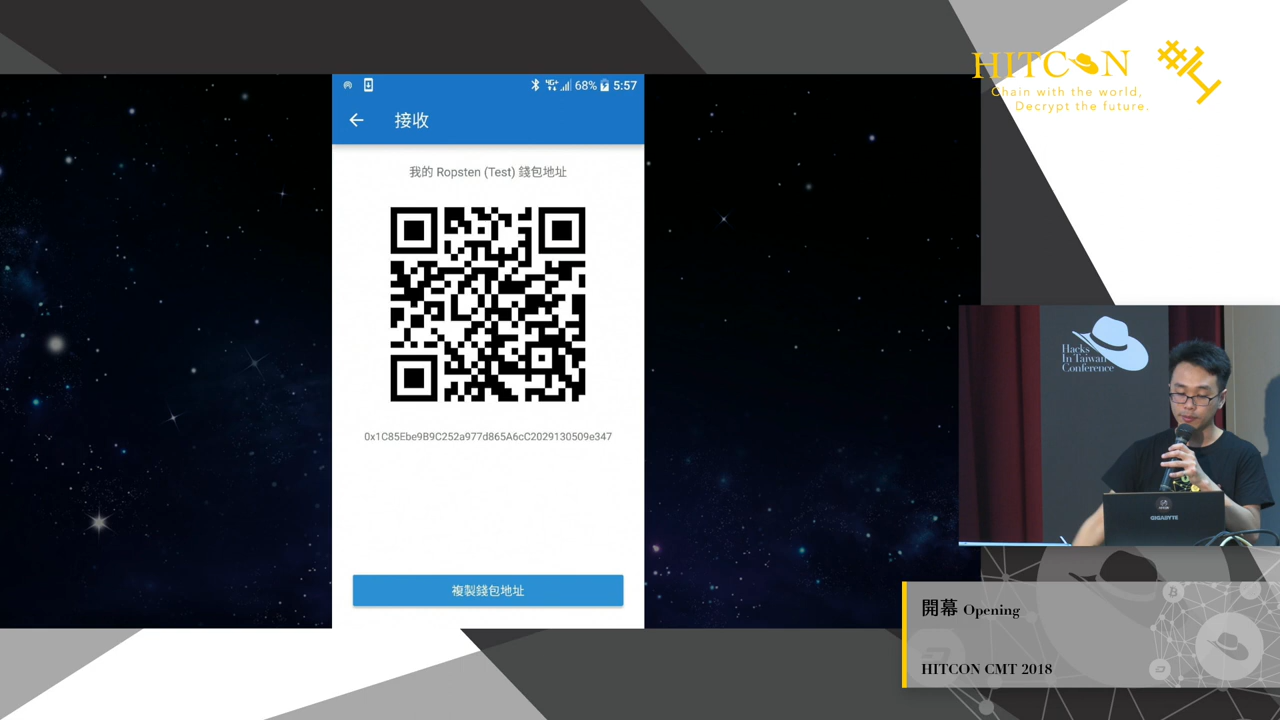 HITCON #14
Chain with the world,
Decrypt the future.
68% 5:57
接收
我的 Ropsten (Test) 錢包地址
0x1C85Ebe9B9C252a977d865A6cC2029130509e347
複製錢包地址
Hacks
In Taiwan
Conference
GIGABYTE
開幕 Opening
HITCON CMT 2018